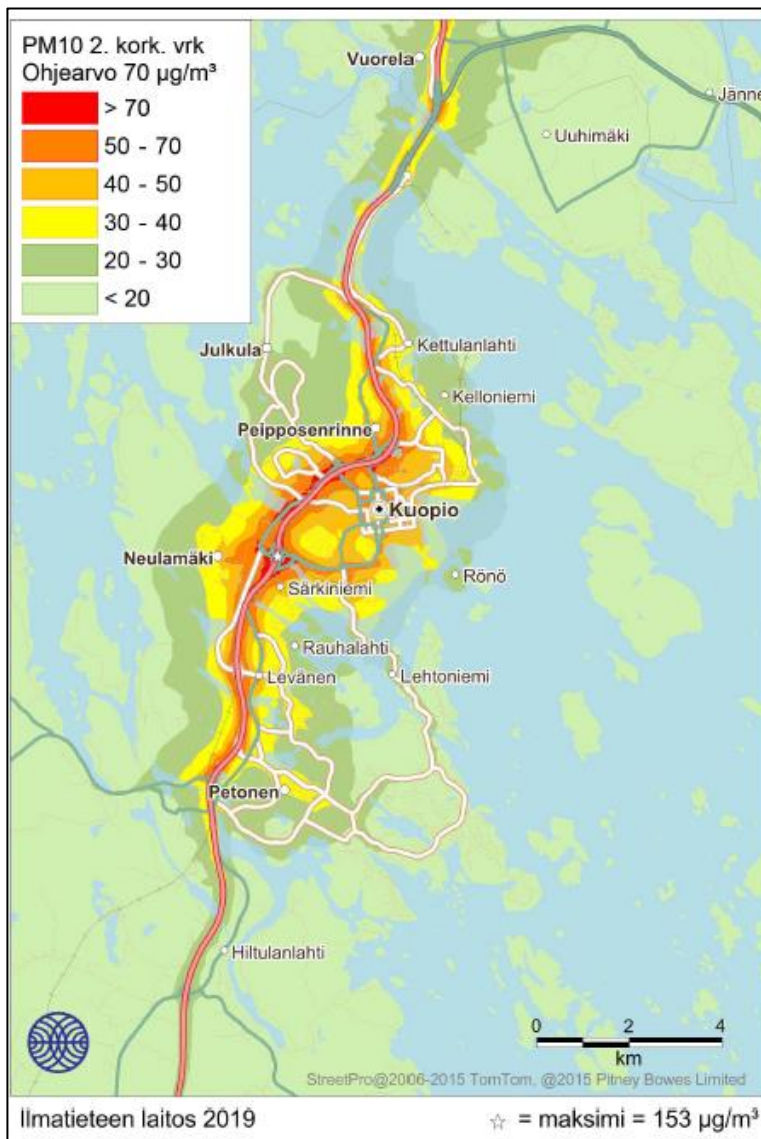 PM10 2. kork. vrk
Ohjearvo 70 µg/m³
> 70
50 - 70
40 - 50
30 - 40
20 - 30
< 20
Vuorela
Jänne
Uuhimäki
Julkula
Kettulanlahti
Kelloniemi
Peipposenrinne
Kuopio
Neulamäki
Rönö
Särkiniemi
Rauhalahti
Levänen
Lehtoniemi
Petonen
Hiltulanlahti
0 2 4
km
StreetPro@2006-2015 TomTom, @2015 Pitney Bowes Limited
Ilmatieteen laitos 2019
☆ = maksimi = 153 µg/m³